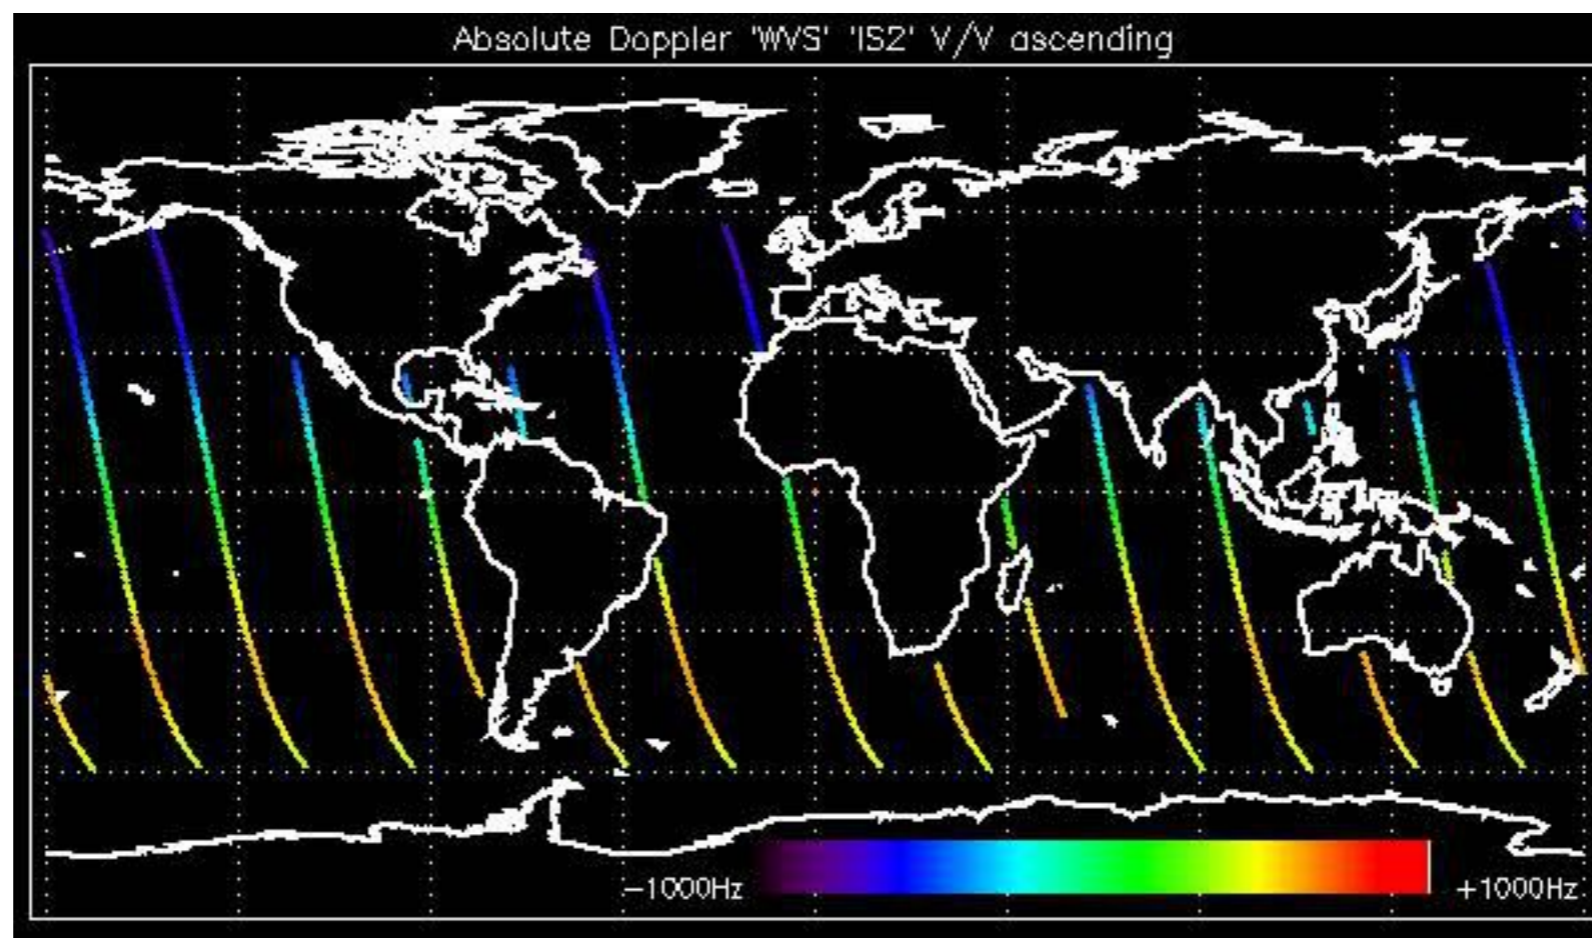 Absolute Doppler 'WVS' 'IS2' V/V ascending
−1000Hz +1000Hz